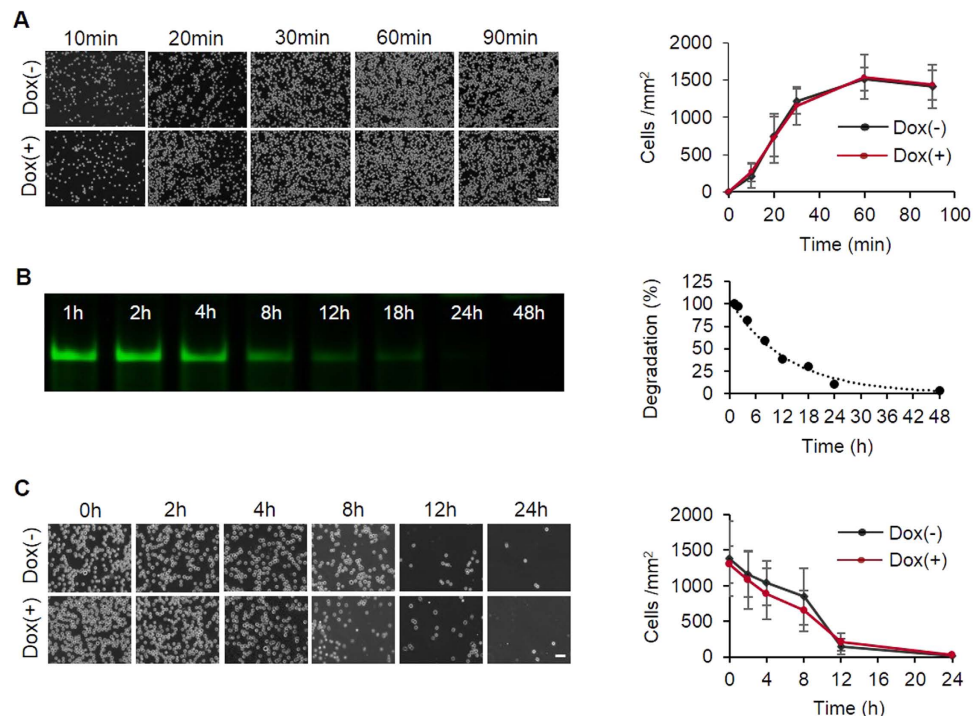 A
10min 20min 30min 60min 90min
Dox(-)
Dox(+)
2000
1500
1000
500
0
Cells /mm²
0 20 40 60 80 100
Time (min)
Dox(-)
Dox(+)
B
1h 2h 4h 8h 12h 18h 24h 48h
125
100
75
50
25
0
Degradation (%)
0 6 12 18 24 30 36 42 48
Time (h)
C
0h 2h 4h 8h 12h 24h
Dox(-)
Dox(+)
2000
1500
1000
500
0
Cells /mm²
0 4 8 12 16 20 24
Time (h)
Dox(-)
Dox(+)